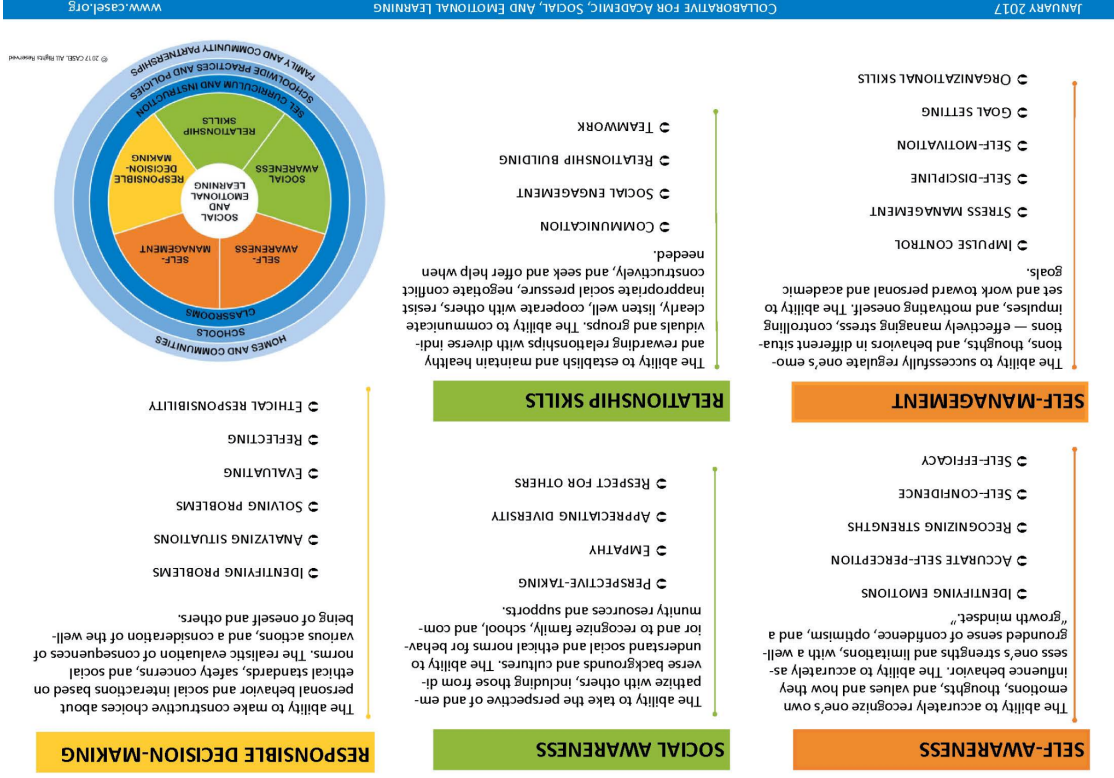 SELF-AWARENESS
The ability to accurately recognize one's own
emotions, thoughts, and values and how they
influence behavior. The ability to accurately as-
sess one's strengths and limitations, with a well-
grounded sense of confidence, optimism, and a
"growth mindset."
➲ IDENTIFYING EMOTIONS
➲ ACCURATE SELF-PERCEPTION
➲ RECOGNIZING STRENGTHS
➲ SELF-CONFIDENCE
➲ SELF-EFFICACY
SELF-MANAGEMENT
The ability to successfully regulate one's emo-
tions, thoughts, and behaviors in different situa-
tions — effectively managing stress, controlling
impulses, and motivating oneself. The ability to
set and work toward personal and academic
goals.
➲ IMPULSE CONTROL
➲ STRESS MANAGEMENT
➲ SELF-DISCIPLINE
➲ SELF-MOTIVATION
➲ GOAL SETTING
➲ ORGANIZATIONAL SKILLS
SOCIAL AWARENESS
The ability to take the perspective of and em-
pathize with others, including those from di-
verse backgrounds and cultures. The ability to
understand social and ethical norms for behav-
ior and to recognize family, school, and com-
munity resources and supports.
➲ PERSPECTIVE-TAKING
➲ EMPATHY
➲ APPRECIATING DIVERSITY
➲ RESPECT FOR OTHERS
RELATIONSHIP SKILLS
The ability to establish and maintain healthy
and rewarding relationships with diverse indi-
viduals and groups. The ability to communicate
clearly, listen well, cooperate with others, resist
inappropriate social pressure, negotiate conflict
constructively, and seek and offer help when
needed.
➲ COMMUNICATION
➲ SOCIAL ENGAGEMENT
➲ RELATIONSHIP BUILDING
➲ TEAMWORK
RESPONSIBLE DECISION-MAKING
The ability to make constructive choices about
personal behavior and social interactions based on
ethical standards, safety concerns, and social
norms. The realistic evaluation of consequences of
various actions, and a consideration of the well-
being of oneself and others.
➲ IDENTIFYING PROBLEMS
➲ ANALYZING SITUATIONS
➲ SOLVING PROBLEMS
➲ EVALUATING
➲ REFLECTING
➲ ETHICAL RESPONSIBILITY
HOMES AND COMMUNITIES
SCHOOLS
CLASSROOMS
SELF-
AWARENESS
SELF-
MANAGEMENT
SOCIAL
AWARENESS
SOCIAL
AND
EMOTIONAL
LEARNING
RESPONSIBLE
DECISION-
MAKING
RELATIONSHIP
SKILLS
SEL CURRICULUM AND INSTRUCTION
SCHOOLWIDE PRACTICES AND POLICIES
FAMILY AND COMMUNITY PARTNERSHIPS
© 2017 CASEL. All Rights Reserved
JANUARY 2017
COLLABORATIVE FOR ACADEMIC, SOCIAL, AND EMOTIONAL LEARNING
www.casel.org